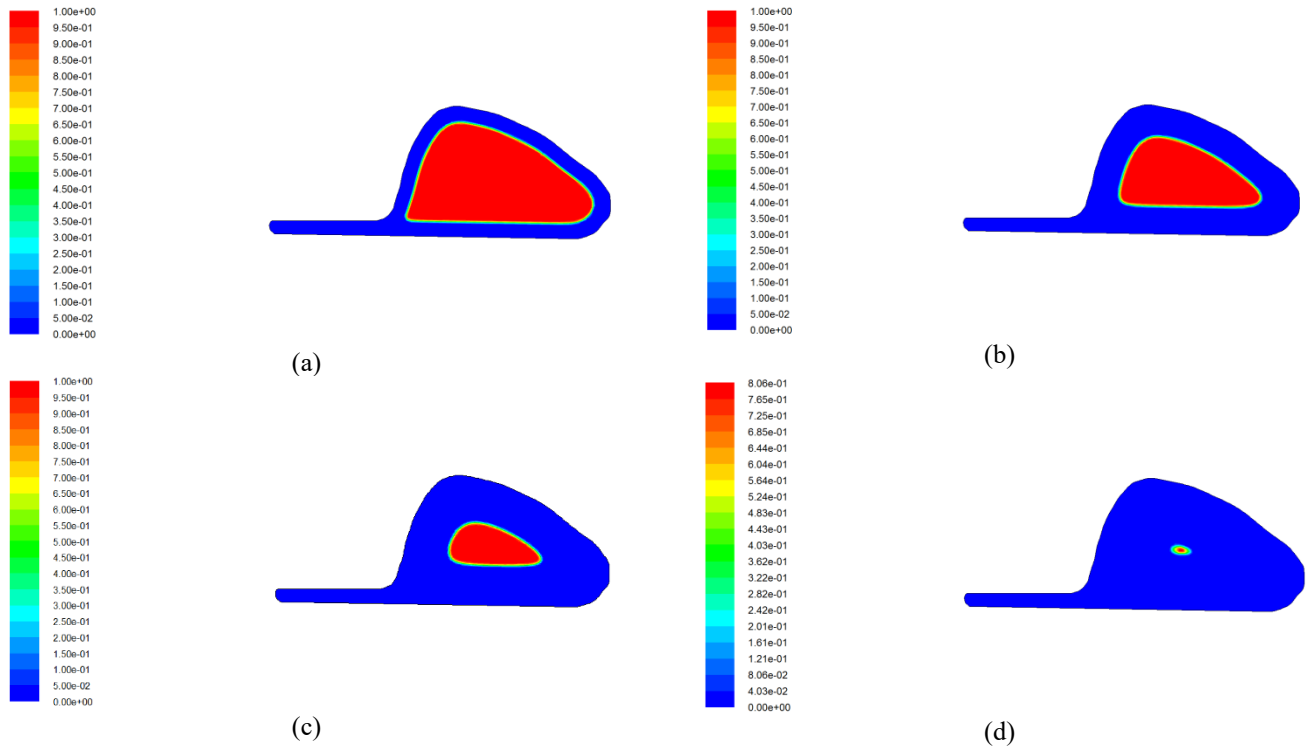 1.00e+00
9.50e-01
9.00e-01
8.50e-01
8.00e-01
7.50e-01
7.00e-01
6.50e-01
6.00e-01
5.50e-01
5.00e-01
4.50e-01
4.00e-01
3.50e-01
3.00e-01
2.50e-01
2.00e-01
1.50e-01
1.00e-01
5.00e-02
0.00e+00
(a)
1.00e+00
9.50e-01
9.00e-01
8.50e-01
8.00e-01
7.50e-01
7.00e-01
6.50e-01
6.00e-01
5.50e-01
5.00e-01
4.50e-01
4.00e-01
3.50e-01
3.00e-01
2.50e-01
2.00e-01
1.50e-01
1.00e-01
5.00e-02
0.00e+00
(b)
1.00e+00
9.50e-01
9.00e-01
8.50e-01
8.00e-01
7.50e-01
7.00e-01
6.50e-01
6.00e-01
5.50e-01
5.00e-01
4.50e-01
4.00e-01
3.50e-01
3.00e-01
2.50e-01
2.00e-01
1.50e-01
1.00e-01
5.00e-02
0.00e+00
(c)
8.06e-01
7.65e-01
7.25e-01
6.85e-01
6.44e-01
6.04e-01
5.64e-01
5.24e-01
4.83e-01
4.43e-01
4.03e-01
3.62e-01
3.22e-01
2.82e-01
2.42e-01
2.01e-01
1.61e-01
1.21e-01
8.06e-02
4.03e-02
0.00e+00
(d)